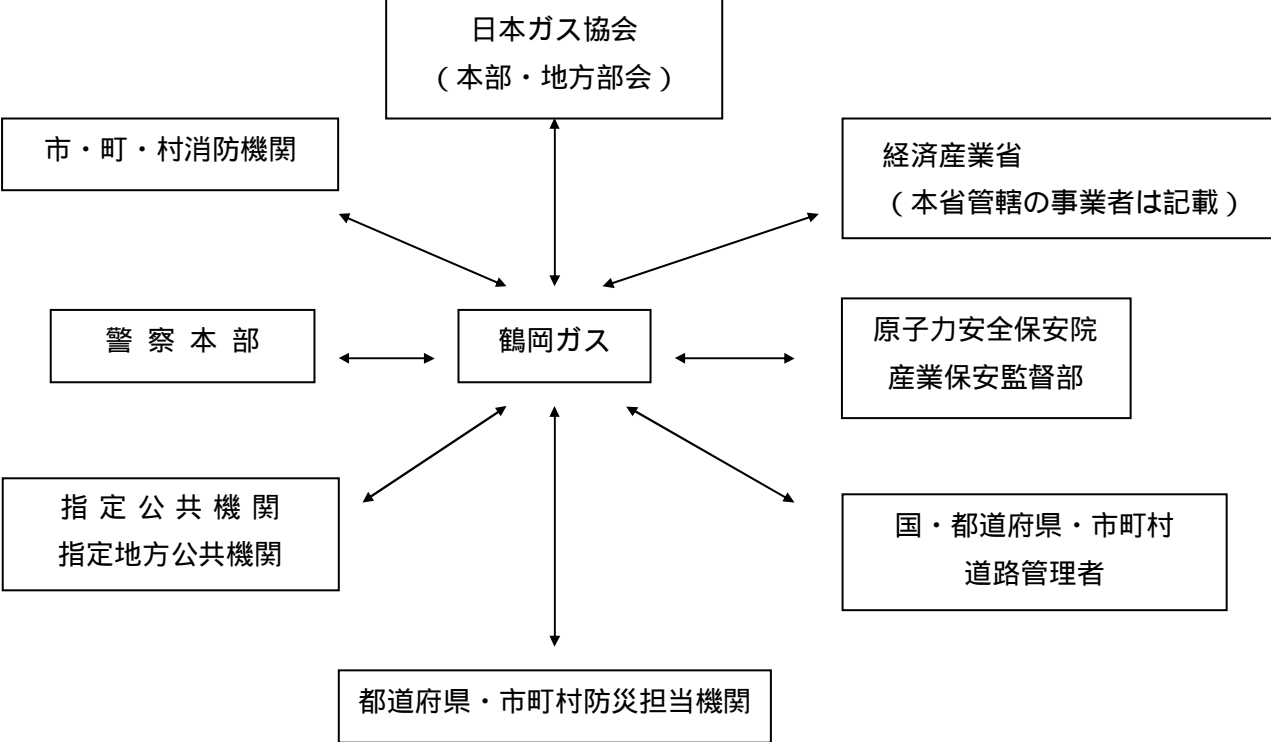 日本ガス協会
（本部・地方部会）
市・町・村消防機関
経済産業省
（本省管轄の事業者は記載）
警 察 本 部
鶴岡ガス
原子力安全保安院
産業保安監督部
指 定 公 共 機 関
指定地方公共機関
国・都道府県・市町村
道路管理者
都道府県・市町村防災担当機関